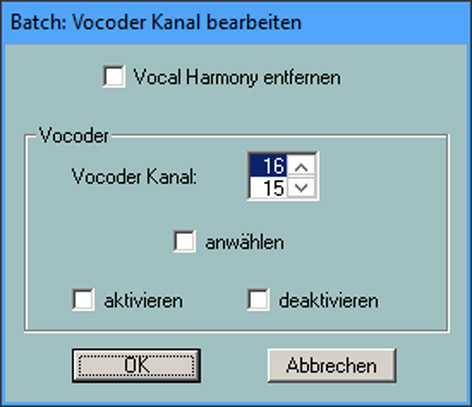 Batch: Vocoder Kanal bearbeiten
Vocal Harmony entfernen
Vocoder
Vocoder Kanal:
16
15
anwählen
aktivieren
deaktivieren
OK
Abbrechen